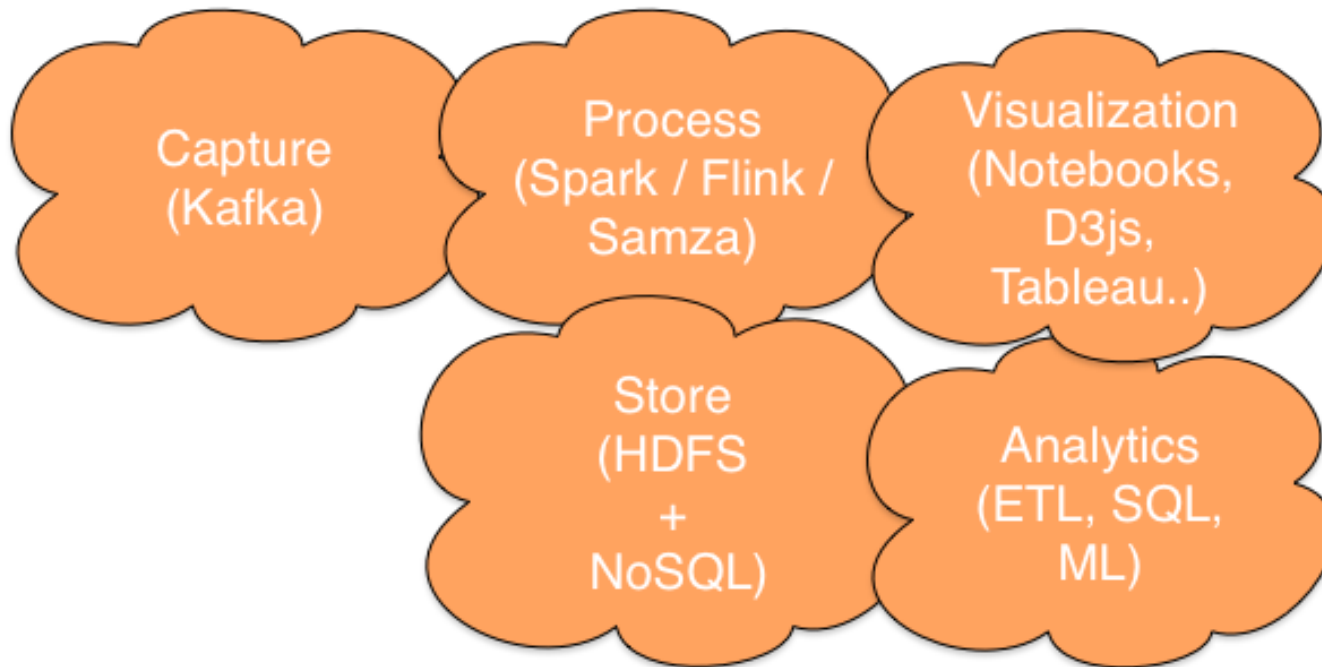 Capture
(Kafka)
Process
(Spark / Flink /
Samza)
Visualization
(Notebooks,
D3js,
Tableau..)
Store
(HDFS
+
NoSQL)
Analytics
(ETL, SQL,
ML)